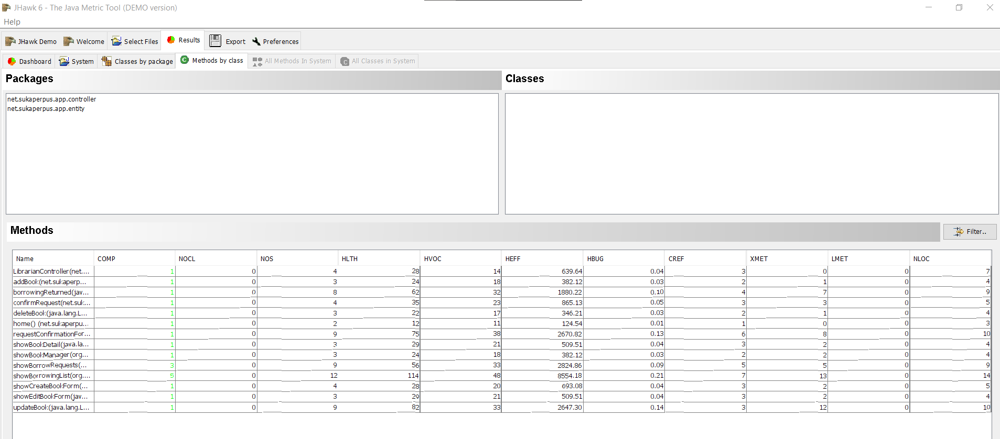 JHawk 6 - The Java Metric Tool (DEMO version)
Help
JHawk Demo Welcome Select Files Results Export Preferences
Dashboard System Classes by package Methods by class All Methods In System All Classes in System
Packages Classes
net.sukaperpus.app.controller
net.sukaperpus.app.entity
Methods Filter..
Name COMP NOCL NOS HLTH HVOC HEFF HBUG CREF XMET LMET NLOC
LibrarianController(net.... 1 0 4 28 14 639.64 0.04 3 0 0 7
addBook(net.sukaperp... 1 0 3 24 18 382.12 0.03 2 1 0 4
borrowingReturned(jav... 1 0 8 62 32 1880.22 0.10 4 7 0 9
confirmRequest(net.suk... 1 0 4 35 23 865.13 0.05 3 3 0 5
deleteBook(java.lang.L... 1 0 3 22 17 346.21 0.03 2 1 0 4
home() (net.sukaperpu... 1 0 2 12 11 124.54 0.01 1 0 0 3
requestConfirmationFor... 1 0 9 75 38 2670.82 0.13 6 8 0 10
showBookDetail(java.la... 1 0 3 29 21 509.51 0.04 3 2 0 4
showBookManager(org... 1 0 3 24 18 382.12 0.03 2 2 0 4
showBorrowRequests(... 3 0 9 56 33 2824.86 0.09 5 5 0 9
showBorrowingList(org.... 5 0 12 114 48 8554.18 0.21 7 13 0 14
showCreateBookForm(... 1 0 4 28 20 693.08 0.04 3 2 0 5
showEditBookForm(jav... 1 0 3 29 21 509.51 0.04 3 2 0 4
updateBook(java.lang.L... 1 0 9 82 33 2647.30 0.14 3 12 0 10